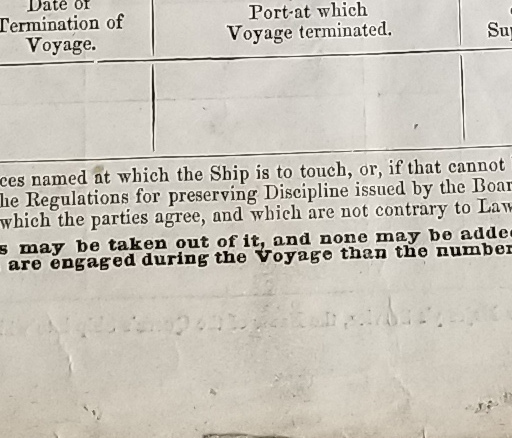 Date of
Termination of
Voyage.
Port at which
Voyage terminated.
Sup
ces named at which the Ship is to touch, or, if that cannot
he Regulations for preserving Discipline issued by the Boar
which the parties agree, and which are not contrary to Law
s may be taken out of it, and none may be added
are engaged during the Voyage than the number